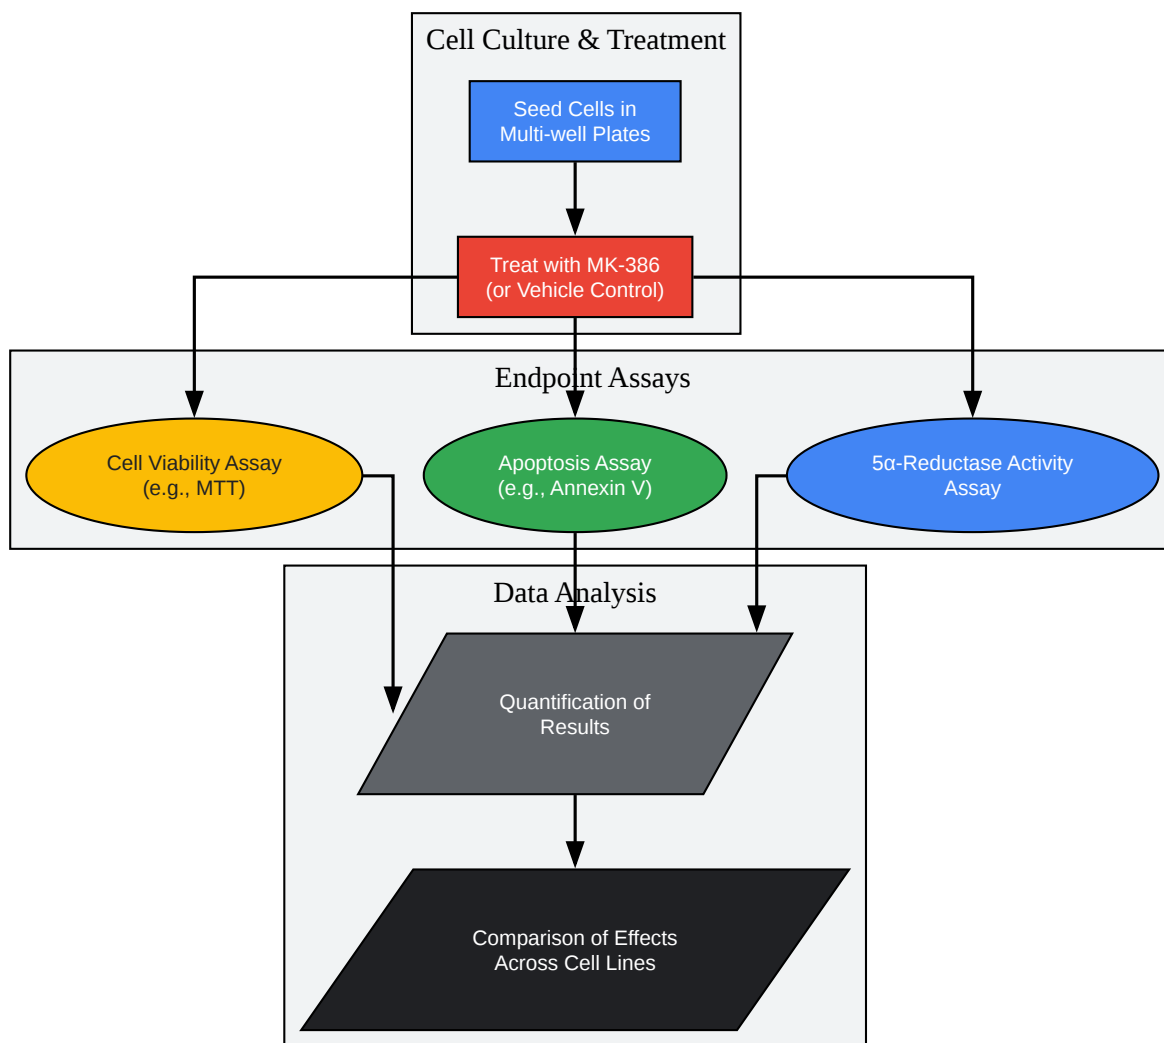 Cell Culture & Treatment
Seed Cells in
Multi-well Plates
Treat with MK-386
(or Vehicle Control)
Endpoint Assays
Cell Viability Assay
(e.g., MTT)
Apoptosis Assay
(e.g., Annexin V)
5α-Reductase Activity
Assay
Data Analysis
Quantification of
Results
Comparison of Effects
Across Cell Lines